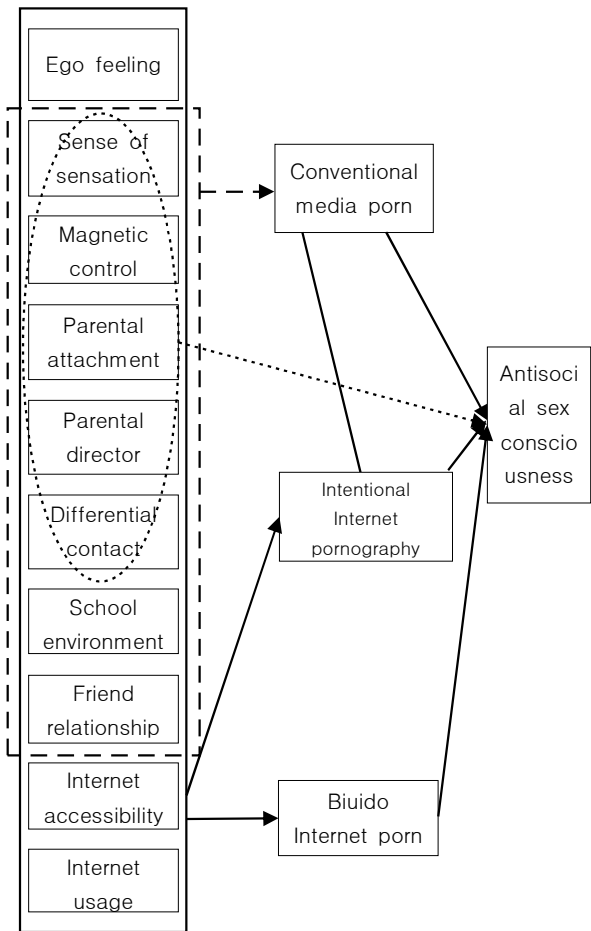 Ego feeling
Sense of
sensation
Magnetic
control
Parental
attachment
Parental
director
Differential
contact
School
environment
Friend
relationship
Internet
accessibility
Internet
usage
Conventional
media porn
Intentional
Internet
pornography
Biuido
Internet porn
Antisoci
al sex
conscio
usness